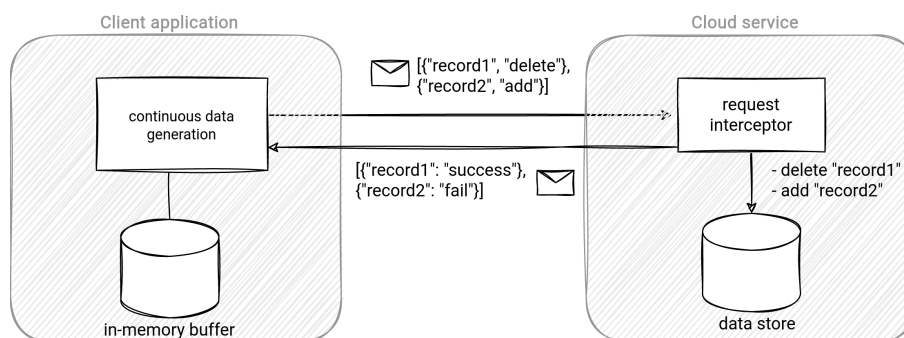 Client application
Cloud service
[{"record1", "delete"},
{"record2", "add"}]
continuous data
generation
request
interceptor
[{"record1": "success"},
{"record2": "fail"}]
- delete "record1"
- add "record2"
in-memory buffer
data store